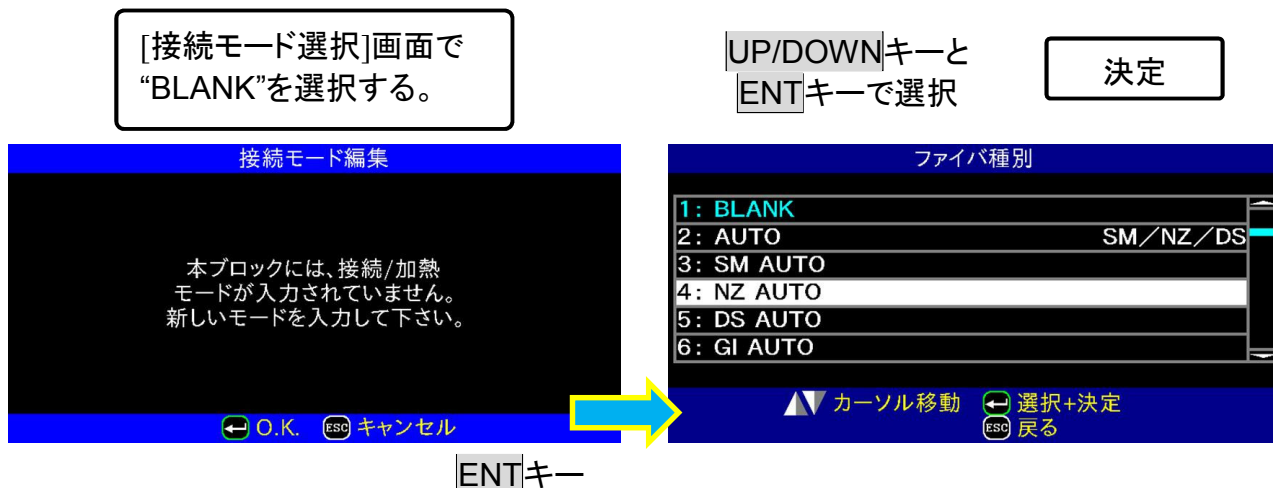 [接続モード選択]画面で
“BLANK”を選択する。
UP/DOWNキーと
ENTキーで選択
決定
接続モード編集
本ブロックには、接続/加熱
モードが入力されていません。
新しいモードを入力して下さい。
O.K. ESC キャンセル
ENTキー
ファイバ種別
1: BLANK
2: AUTO SM/NZ/DS
3: SM AUTO
4: NZ AUTO
5: DS AUTO
6: GI AUTO
カーソル移動 選択+決定
ESC 戻る